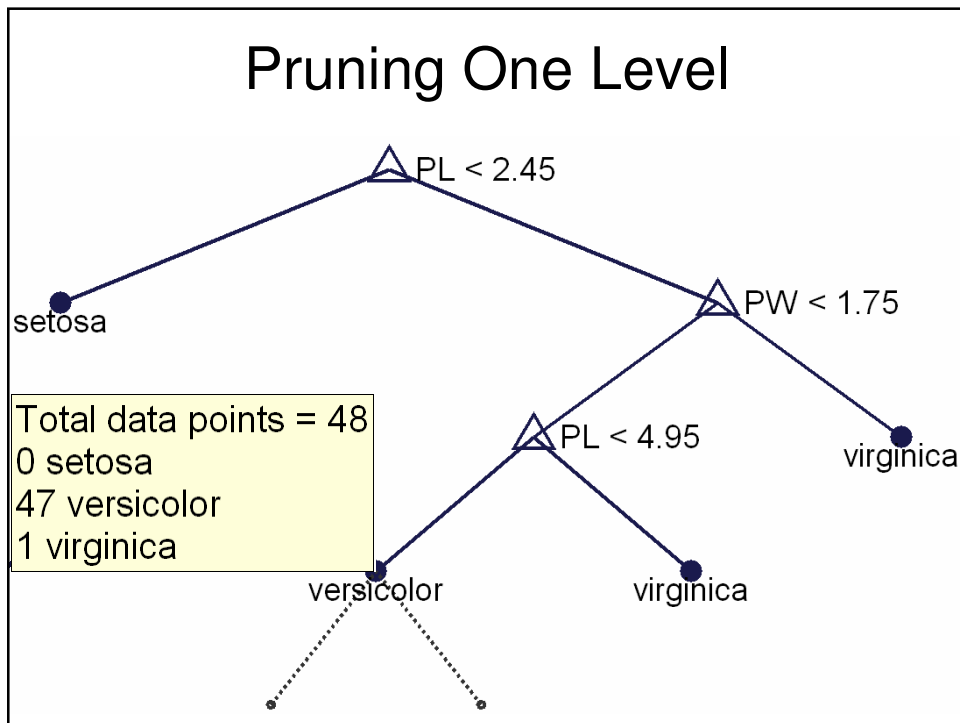 Pruning One Level
PL < 2.45
setosa
PW < 1.75
Total data points = 48
0 setosa
47 versicolor
1 virginica
PL < 4.95
virginica
versicolor
virginica